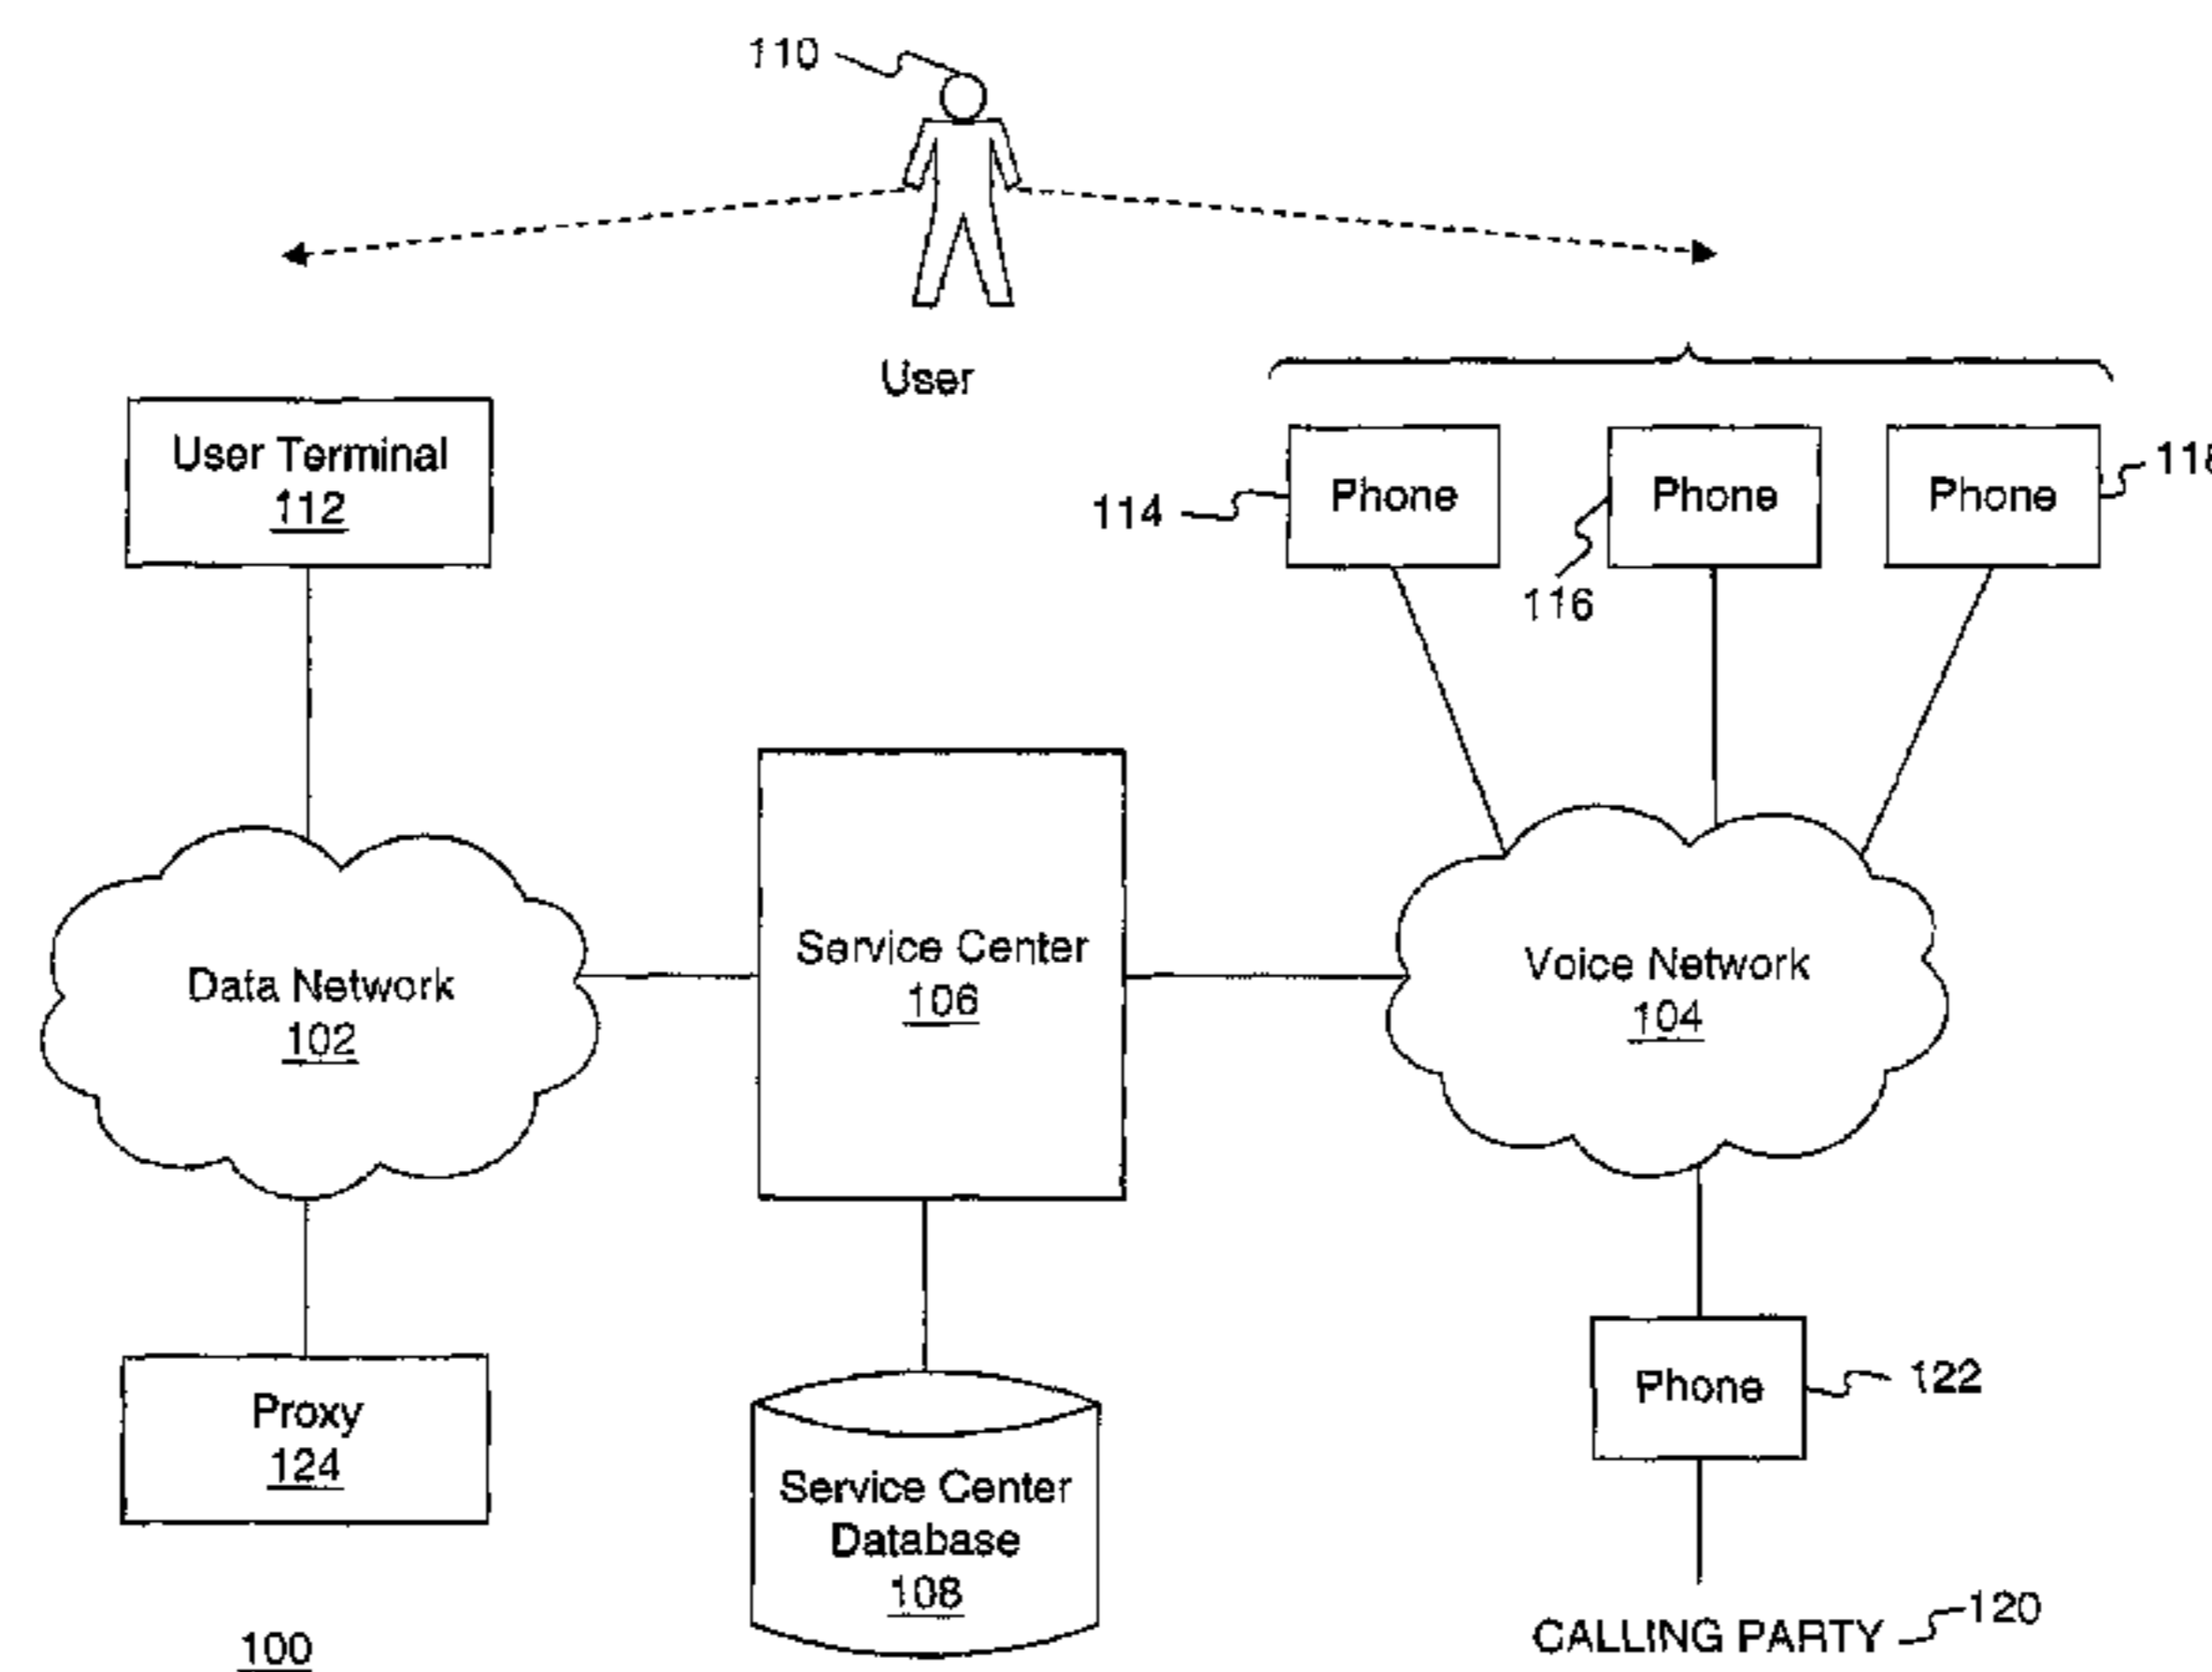 110
User
User Terminal
112
Phone
Phone
Phone
114
116
Data Network
102
Service Center
106
Voice Network
104
Proxy
124
Service Center
Database
108
Phone
122
CALLING PARTY
120
100